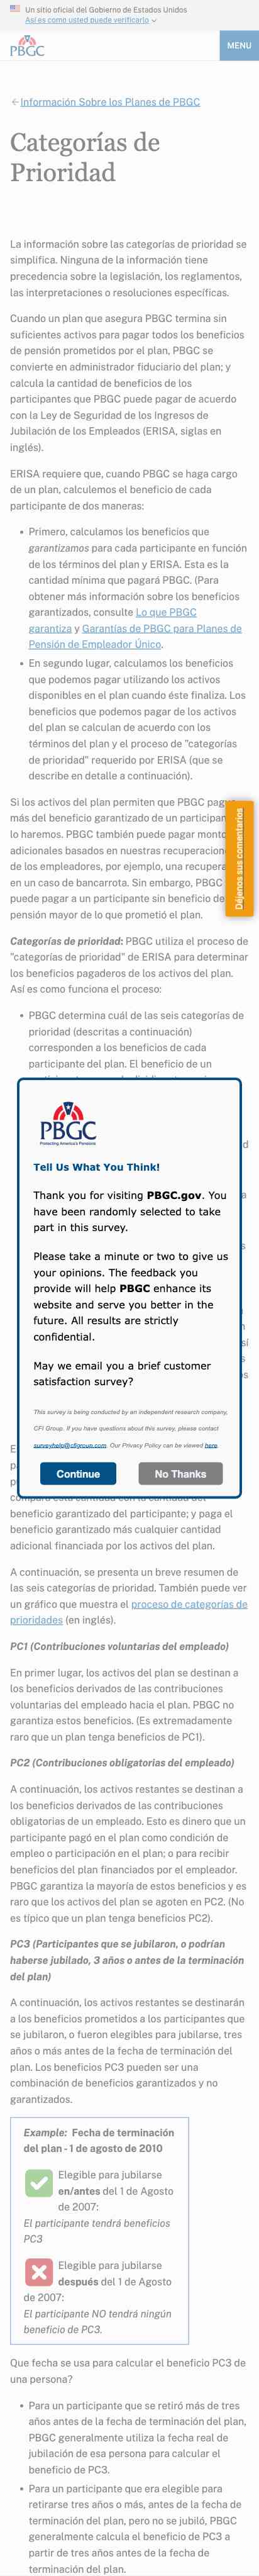 Un sitio oficial del Gobierno de Estados Unidos
Así es como usted puede verificarlo
PBGC
MENU
Información Sobre los Planes de PBGC
Categorías de
Prioridad
La información sobre las categorías de prioridad se
simplifica. Ninguna de la información tiene
precedencia sobre la legislación, los reglamentos,
las interpretaciones o resoluciones específicas.
Cuando un plan que asegura PBGC termina sin
suficientes activos para pagar todos los beneficios
de pensión prometidos por el plan, PBGC se
convierte en administrador fiduciario del plan; y
calcula la cantidad de beneficios de los
participantes que PBGC puede pagar de acuerdo
con la Ley de Seguridad de los Ingresos de
Jubilación de los Empleados (ERISA, siglas en
inglés).
ERISA requiere que, cuando PBGC se haga cargo
de un plan, calculemos el beneficio de cada
participante de dos maneras:
• Primero, calculamos los beneficios que
garantizamos para cada participante en función
de los términos del plan y ERISA. Esta es la
cantidad mínima que pagará PBGC. (Para
obtener más información sobre los beneficios
garantizados, consulte Lo que PBGC
garantiza y Garantías de PBGC para Planes de
Pensión de Empleador Único.
• En segundo lugar, calculamos los beneficios
que podemos pagar utilizando los activos
disponibles en el plan cuando éste finaliza. Los
beneficios que podemos pagar de los activos
del plan se calculan de acuerdo con los
términos del plan y el proceso de "categorías
de prioridad" requerido por ERISA (que se
describe en detalle a continuación).
Si los activos del plan permiten que PBGC pague
más del beneficio garantizado de un participan
lo haremos. PBGC también puede pagar monto
adicionales basados en nuestras recuperacion
de los empleadores, por ejemplo, una recupera
en un caso de bancarrota. Sin embargo, PBGC
puede pagar a un participante sin beneficio de
pensión mayor de lo que prometió el plan.
Déjenos sus comentarios
Categorías de prioridad: PBGC utiliza el proceso de
"categorías de prioridad" de ERISA para determinar
los beneficios pagaderos de los activos del plan.
Así es como funciona el proceso:
• PBGC determina cuál de las seis categorías de
prioridad (descritas a continuación)
corresponden a los beneficios de cada
participante del plan. El beneficio de un
PBGC
Protecting America's Pensions
Tell Us What You Think!
Thank you for visiting PBGC.gov. You
have been randomly selected to take
part in this survey.
Please take a minute or two to give us
your opinions. The feedback you
provide will help PBGC enhance its
website and serve you better in the
future. All results are strictly
confidential.
May we email you a brief customer
satisfaction survey?
This survey is being conducted by an independent research company,
CFI Group. If you have questions about this survey, please contact
surveyhelp@cfigroup.com. Our Privacy Policy can be viewed here.
Continue
No Thanks
beneficio garantizado del participante; y paga el
beneficio garantizado más cualquier cantidad
adicional financiada por los activos del plan.
A continuación, se presenta un breve resumen de
las seis categorías de prioridad. También puede ver
un gráfico que muestra el proceso de categorías de
prioridades (en inglés).
PC1 (Contribuciones voluntarias del empleado)
En primer lugar, los activos del plan se destinan a
los beneficios derivados de las contribuciones
voluntarias del empleado hacia el plan. PBGC no
garantiza estos beneficios. (Es extremadamente
raro que un plan tenga beneficios de PC1).
PC2 (Contribuciones obligatorias del empleado)
A continuación, los activos restantes se destinan a
los beneficios derivados de las contribuciones
obligatorias de un empleado. Esto es dinero que un
participante pagó en el plan como condición de
empleo o participación en el plan; o para recibir
beneficios del plan financiados por el empleador.
PBGC garantiza la mayoría de estos beneficios y es
raro que los activos del plan se agoten en PC2. (No
es típico que un plan tenga beneficios PC2).
PC3 (Participantes que se jubilaron, o podrían
haberse jubilado, 3 años o antes de la terminación
del plan)
A continuación, los activos restantes se destinarán
a los beneficios prometidos a los participantes que
se jubilaron, o fueron elegibles para jubilarse, tres
años o más antes de la fecha de terminación del
plan. Los beneficios PC3 pueden ser una
combinación de beneficios garantizados y no
garantizados.
Example: Fecha de terminación
del plan - 1 de agosto de 2010
Elegible para jubilarse
en/antes del 1 de Agosto
de 2007:
El participante tendrá beneficios
PC3
Elegible para jubilarse
después del 1 de Agosto
de 2007:
El participante NO tendrá ningún
beneficio de PC3.
Que fecha se usa para calcular el beneficio PC3 de
una persona?
• Para un participante que se retiró más de tres
años antes de la fecha de terminación del plan,
PBGC generalmente utiliza la fecha real de
jubilación de esa persona para calcular el
beneficio de PC3.
• Para un participante que era elegible para
retirarse tres años o más, antes de la fecha de
terminación del plan, pero no se jubiló, PBGC
generalmente calcula el beneficio de PC3 a
partir de tres años antes de la fecha de
terminación del plan.